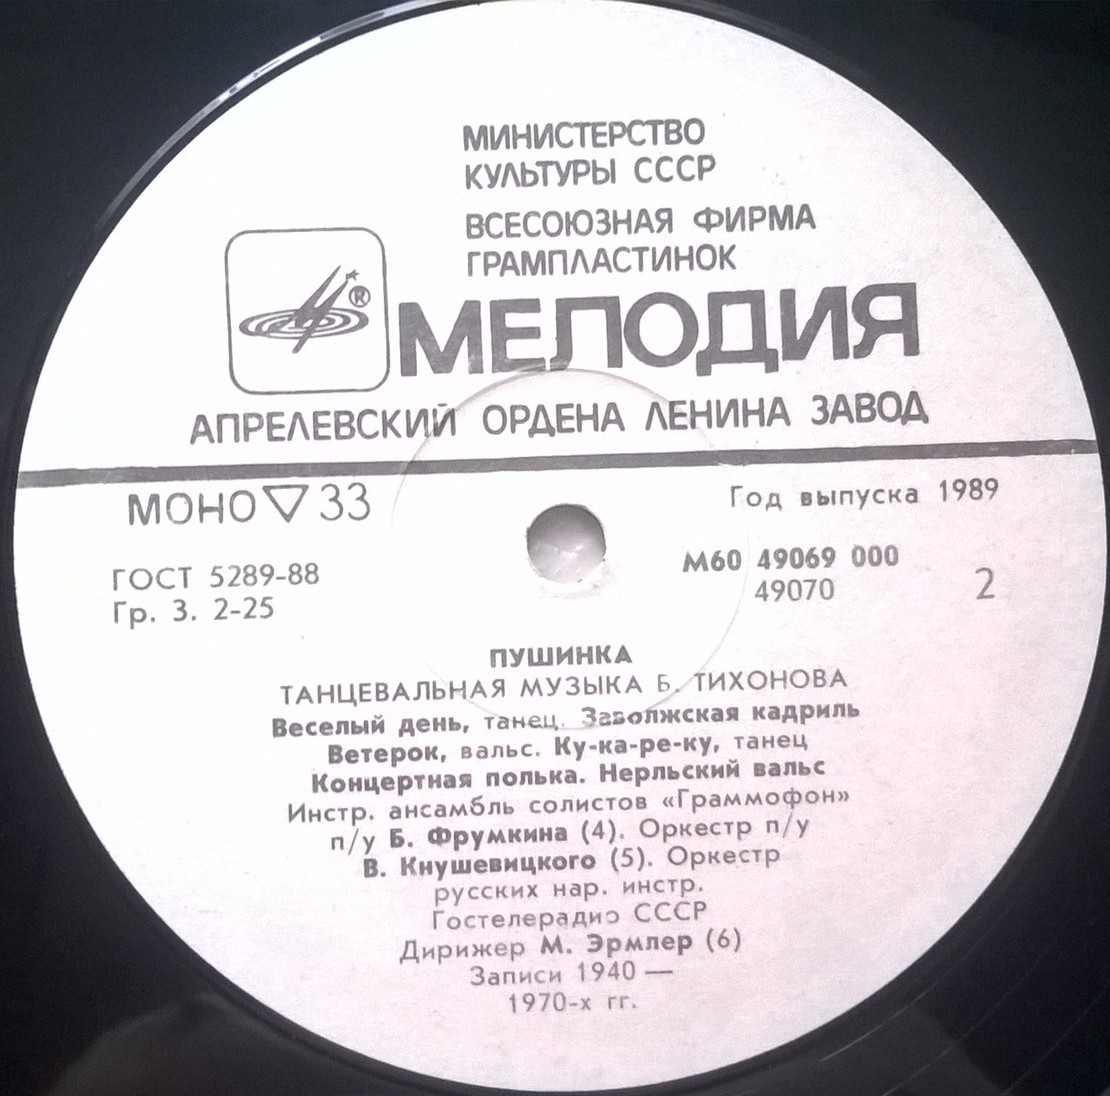 МИНИСТЕРСТВО
КУЛЬТУРЫ СССР
ВСЕСОЮЗНАЯ ФИРМА
ГРАМПЛАСТИНОК
®
МЕЛОДИЯ
АПРЕЛЕВСКИЙ ОРДЕНА ЛЕНИНА ЗАВОД
МОНО ▽ 33
Год выпуска 1989
ГОСТ 5289-88
Гр. 3. 2-25
М60 49069 000
49070
2
ПУШИНКА
ТАНЦЕВАЛЬНАЯ МУЗЫКА Б. ТИХОНОВА
Веселый день, танец. Заволжская кадриль
Ветерок, вальс. Ку-ка-ре-ку, танец
Концертная полька. Нерльский вальс
Инстр. ансамбль солистов «Граммофон»
п/у Б. Фрумкина (4). Оркестр п/у
В. Кнушевицкого (5). Оркестр
русских нар. инстр.
Гостелерадио СССР
Дирижер М. Эрмлер (6)
Записи 1940 —
1970-х гг.